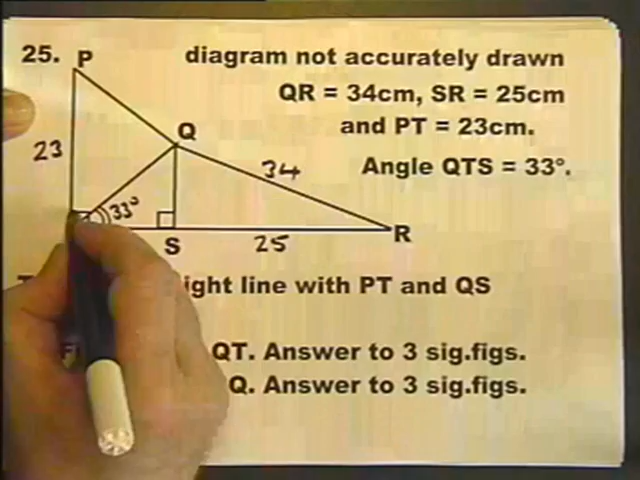 25. P diagram not accurately drawn
QR = 34cm, SR = 25cm
and PT = 23cm.
Q
23
34
Angle QTS = 33°.
33°
S 25 R
ight line with PT and QS
QT. Answer to 3 sig.figs.
Q. Answer to 3 sig.figs.